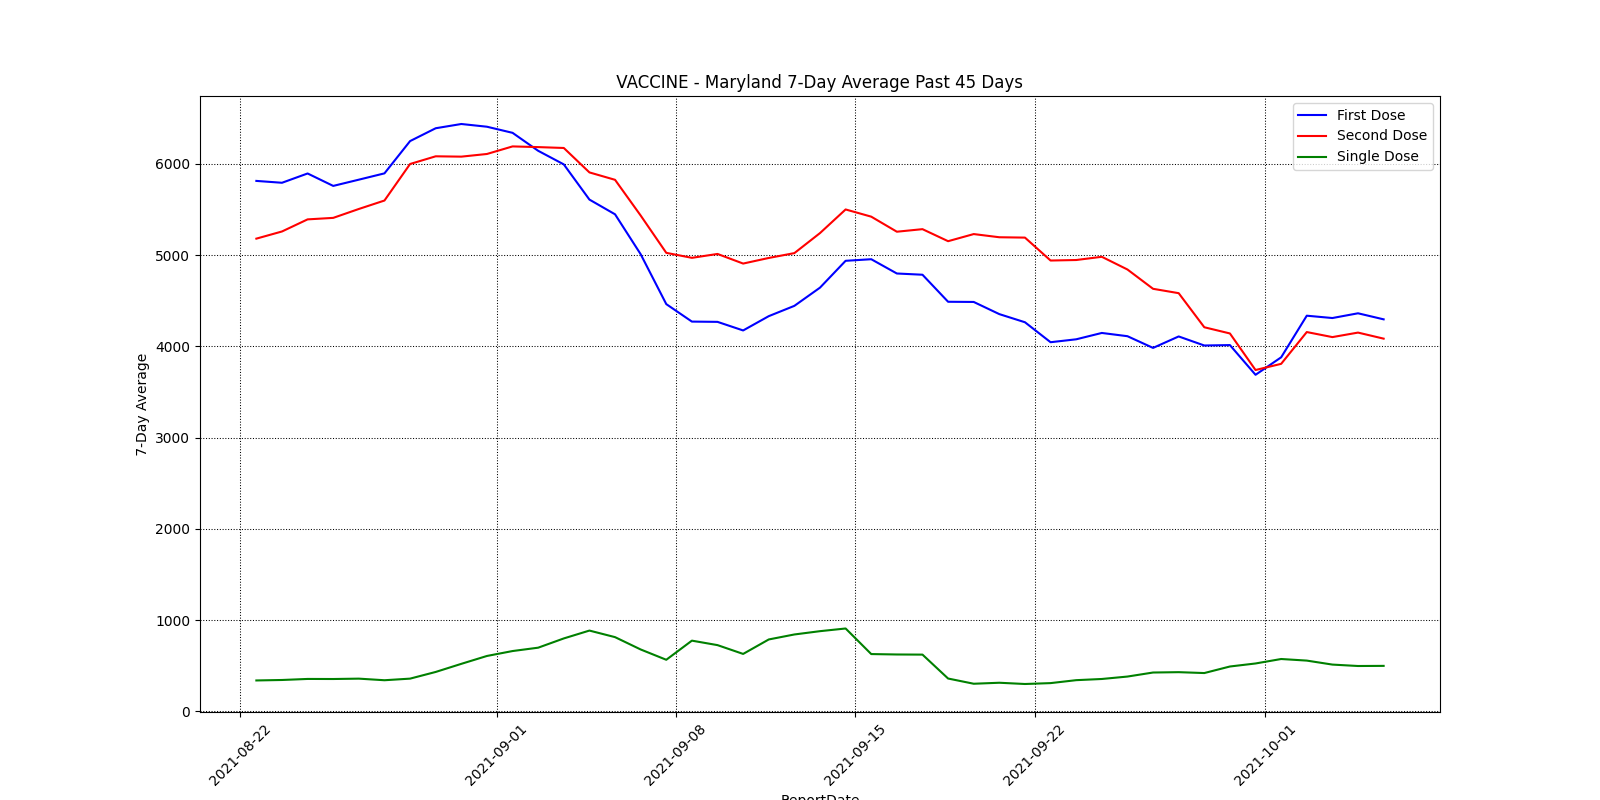 VACCINE - Maryland 7-Day Average Past 45 Days
First Dose
Second Dose
Single Dose
7-Day Average
6000
5000
4000
3000
2000
1000
0
2021-08-22
2021-09-01
2021-09-08
2021-09-15
2021-09-22
2021-10-01
ReportDate